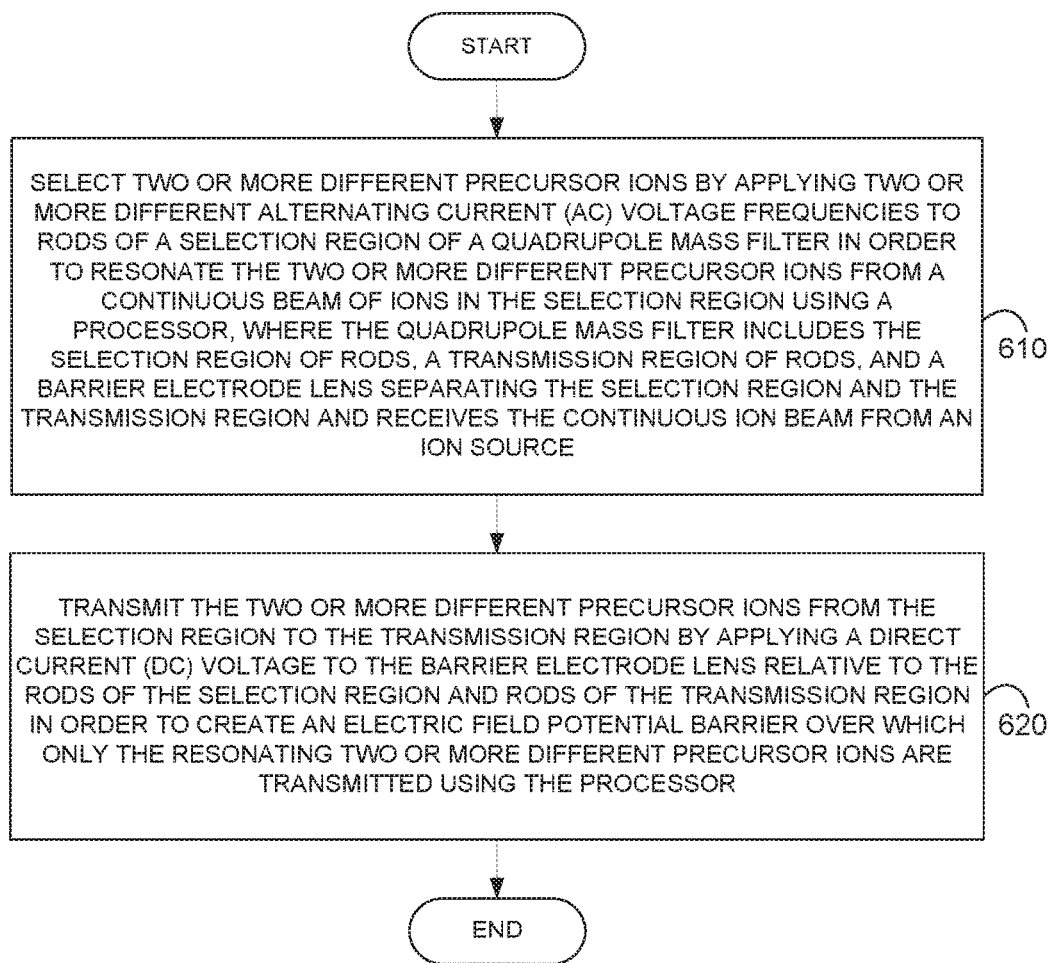 START
SELECT TWO OR MORE DIFFERENT PRECURSOR IONS BY APPLYING TWO OR
MORE DIFFERENT ALTERNATING CURRENT (AC) VOLTAGE FREQUENCIES TO
RODS OF A SELECTION REGION OF A QUADRUPOLE MASS FILTER IN ORDER
TO RESONATE THE TWO OR MORE DIFFERENT PRECURSOR IONS FROM A
CONTINUOUS BEAM OF IONS IN THE SELECTION REGION USING A
PROCESSOR, WHERE THE QUADRUPOLE MASS FILTER INCLUDES THE
SELECTION REGION OF RODS, A TRANSMISSION REGION OF RODS, AND A
BARRIER ELECTRODE LENS SEPARATING THE SELECTION REGION AND THE
TRANSMISSION REGION AND RECEIVES THE CONTINUOUS ION BEAM FROM AN
ION SOURCE
610
TRANSMIT THE TWO OR MORE DIFFERENT PRECURSOR IONS FROM THE
SELECTION REGION TO THE TRANSMISSION REGION BY APPLYING A DIRECT
CURRENT (DC) VOLTAGE TO THE BARRIER ELECTRODE LENS RELATIVE TO THE
RODS OF THE SELECTION REGION AND RODS OF THE TRANSMISSION REGION
IN ORDER TO CREATE AN ELECTRIC FIELD POTENTIAL BARRIER OVER WHICH
ONLY THE RESONATING TWO OR MORE DIFFERENT PRECURSOR IONS ARE
TRANSMITTED USING THE PROCESSOR
620
END